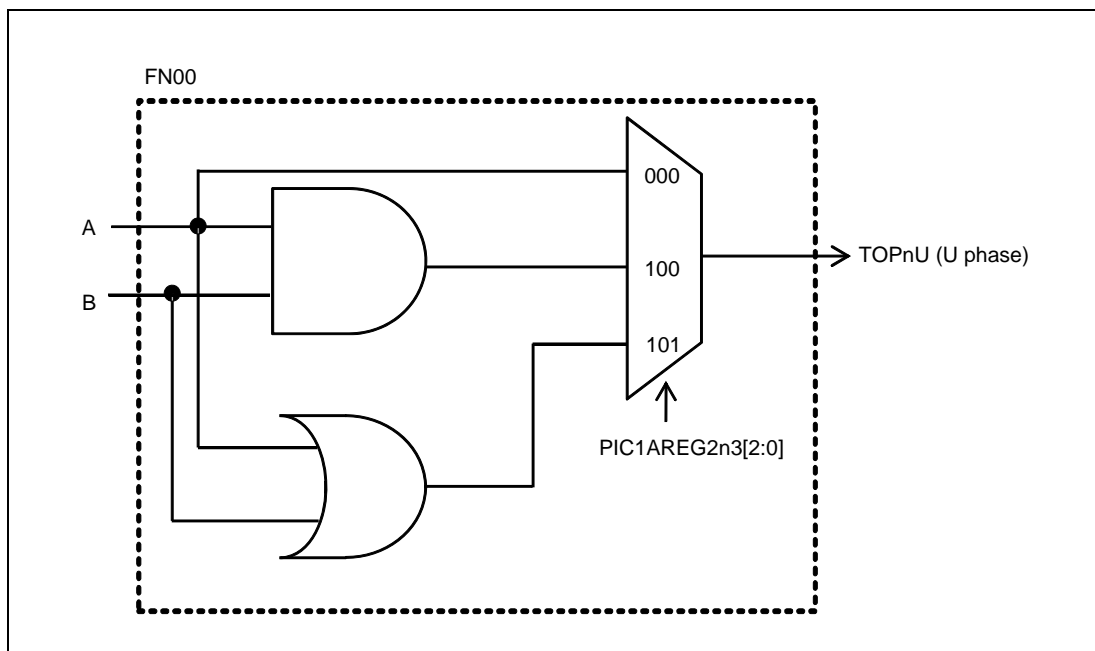 FN00
000
A
TOPnU (U phase)
100
B
101
PIC1AREG2n3[2:0]